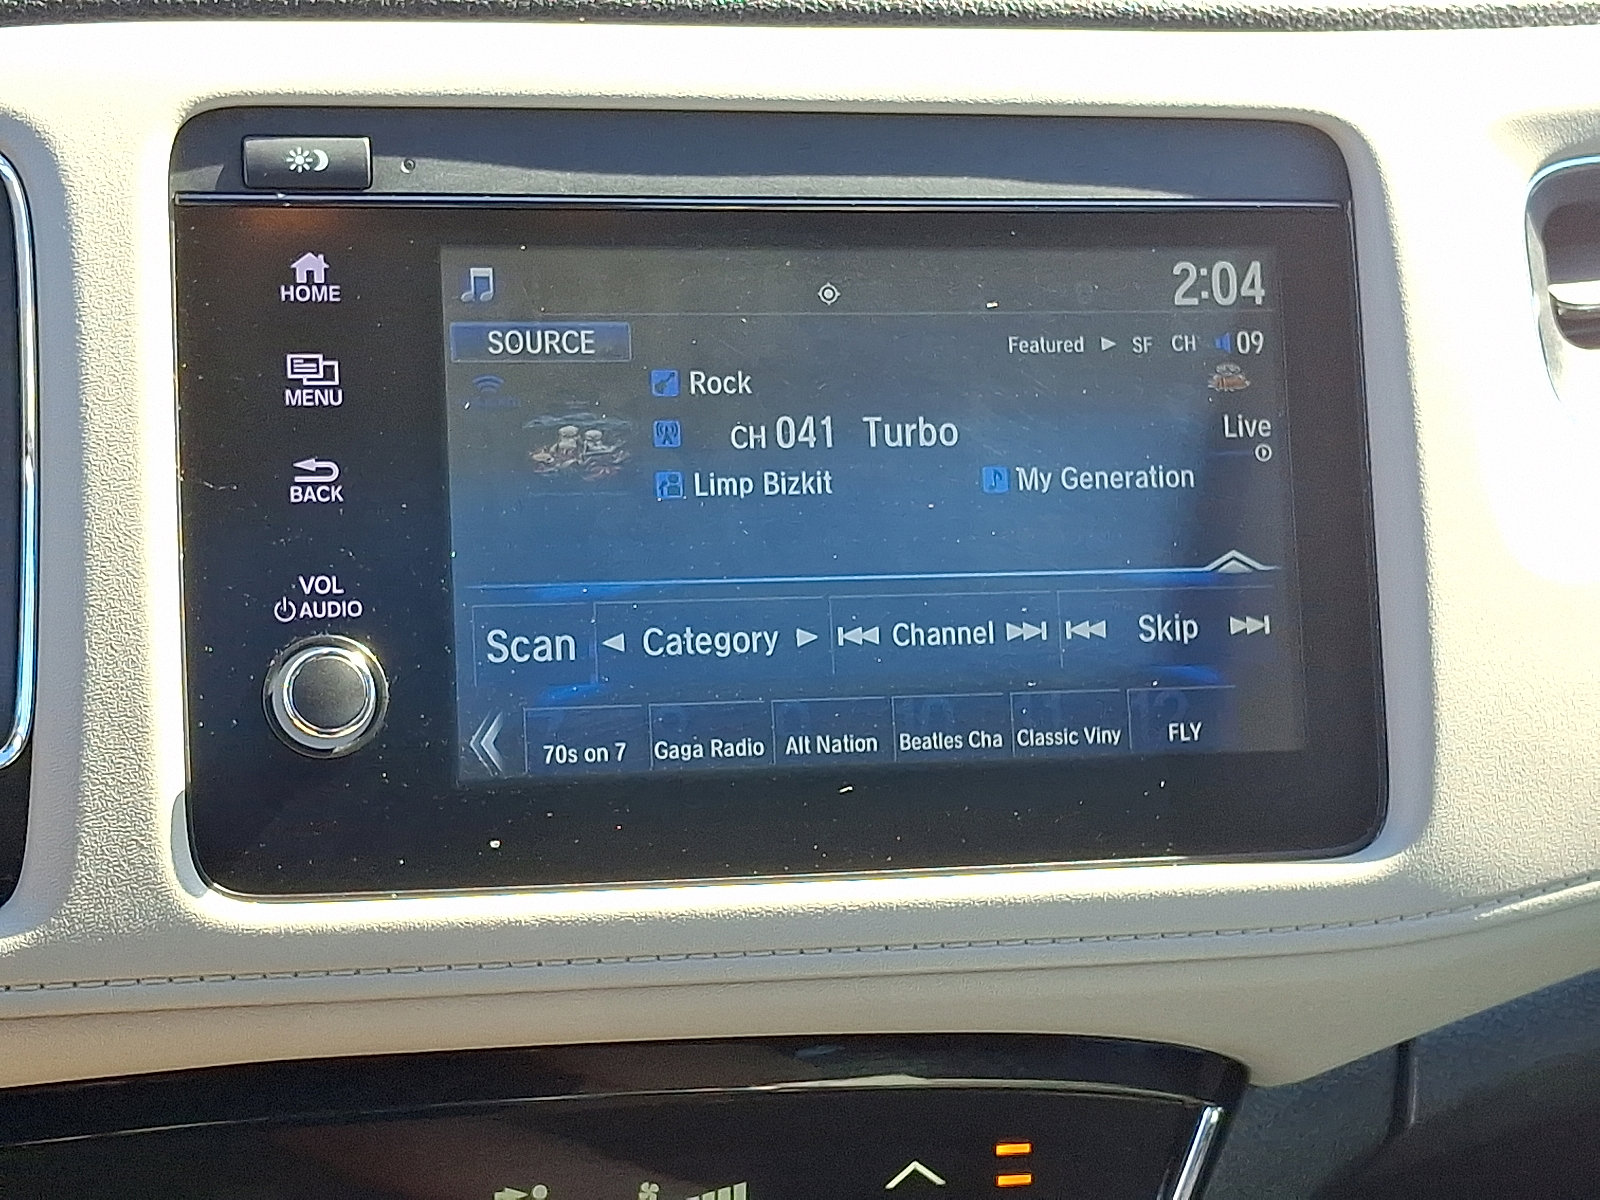 HOME
MENU
BACK
VOL
AUDIO
2:04
SOURCE
Featured SF CH 09
Rock
CH 041 Turbo
Live
Limp Bizkit My Generation
Scan Category Channel Skip
70s on 7 Gaga Radio Alt Nation Beatles Cha Classic Viny FLY